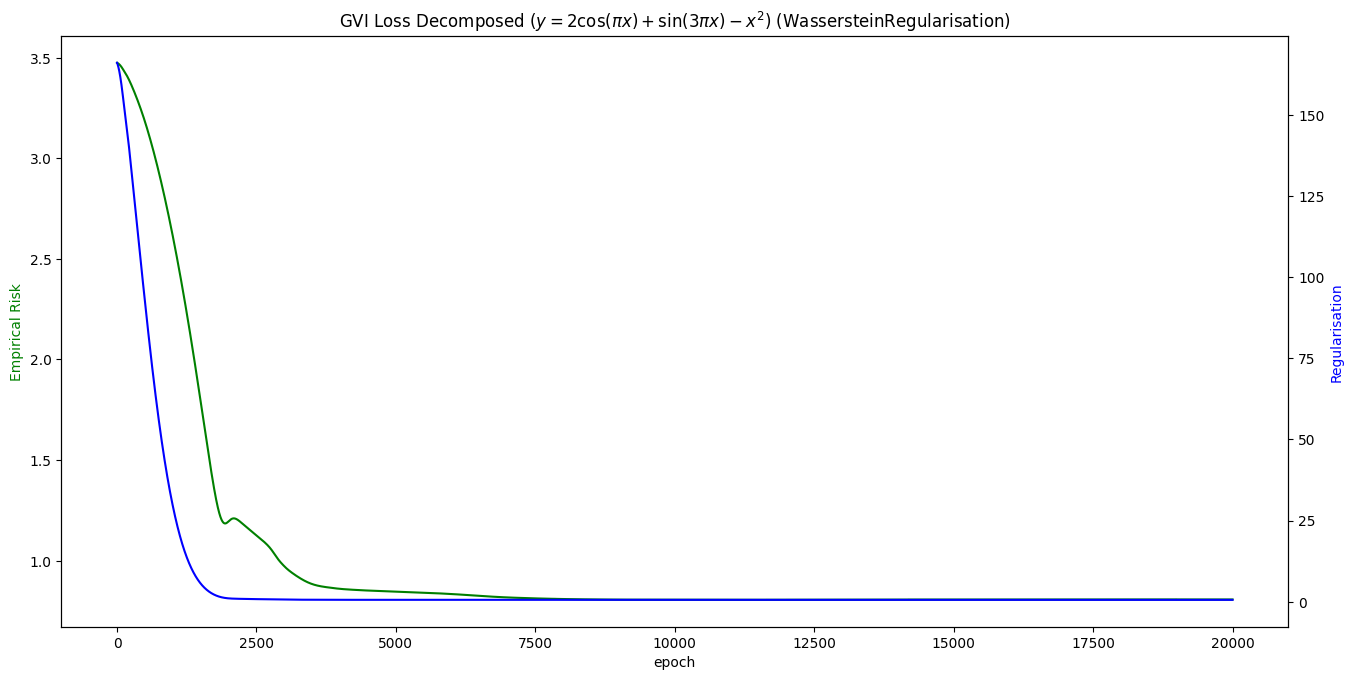 GVI Loss Decomposed (y = 2cos(πx) + sin(3πx) − x²) (WassersteinRegularisation)
3.5
3.0
2.5
2.0
1.5
1.0
Empirical Risk
150
125
100
75
50
25
0
Regularisation
0 2500 5000 7500 10000 12500 15000 17500 20000
epoch